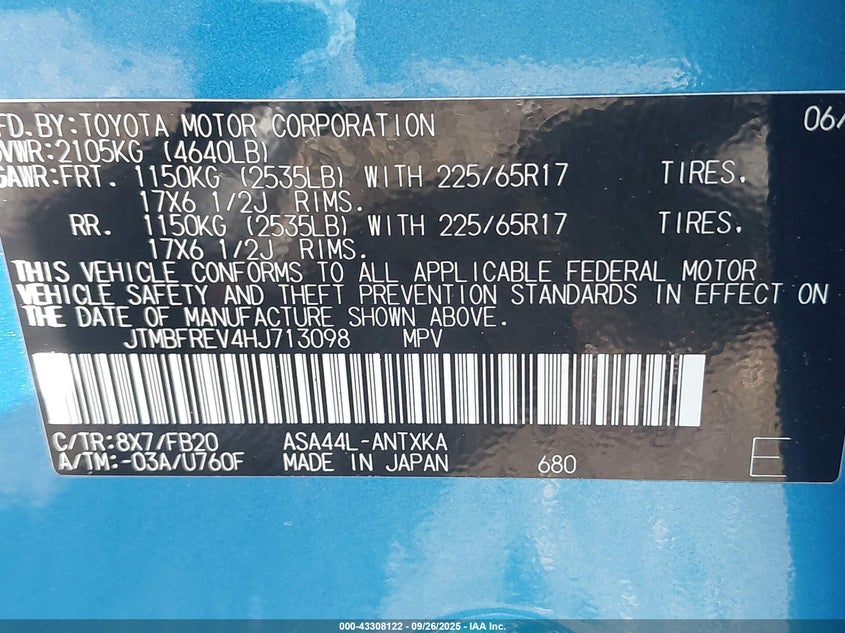 FD.BY:TOYOTA MOTOR CORPORATION 06/
GVWR:2105KG (4640LB)
GAWR:FRT. 1150KG (2535LB) WITH 225/65R17 TIRES.
17X6 1/2J RIMS.
RR. 1150KG (2535LB) WITH 225/65R17 TIRES,
17X6 1/2J RIMS.
THIS VEHICLE CONFORMS TO ALL APPLICABLE FEDERAL MOTOR
VEHICLE SAFETY AND THEFT PREVENTION STANDARDS IN EFFECT ON
THE DATE OF MANUFACTURE SHOWN ABOVE.
JTMBFREV4HJ713098 MPV
C/TR:8X7/FB20 ASA44L-ANTXKA
A/TM:-03A/U760F MADE IN JAPAN 680 E
000-43308122 - 09/26/2025 - IAA Inc.